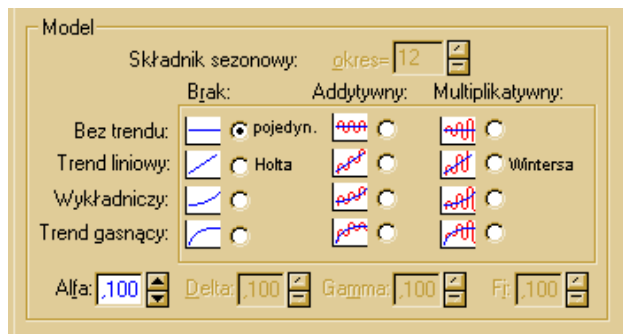 Model
Składnik sezonowy: okres= 12
Brak: Addytywny: Multiplikatywny:
Bez trendu: pojedyn.
Trend liniowy: Holta Wintersa
Wykładniczy:
Trend gasnący:
Alfa: ,100 Delta: ,100 Gamma: ,100 Fi: ,100